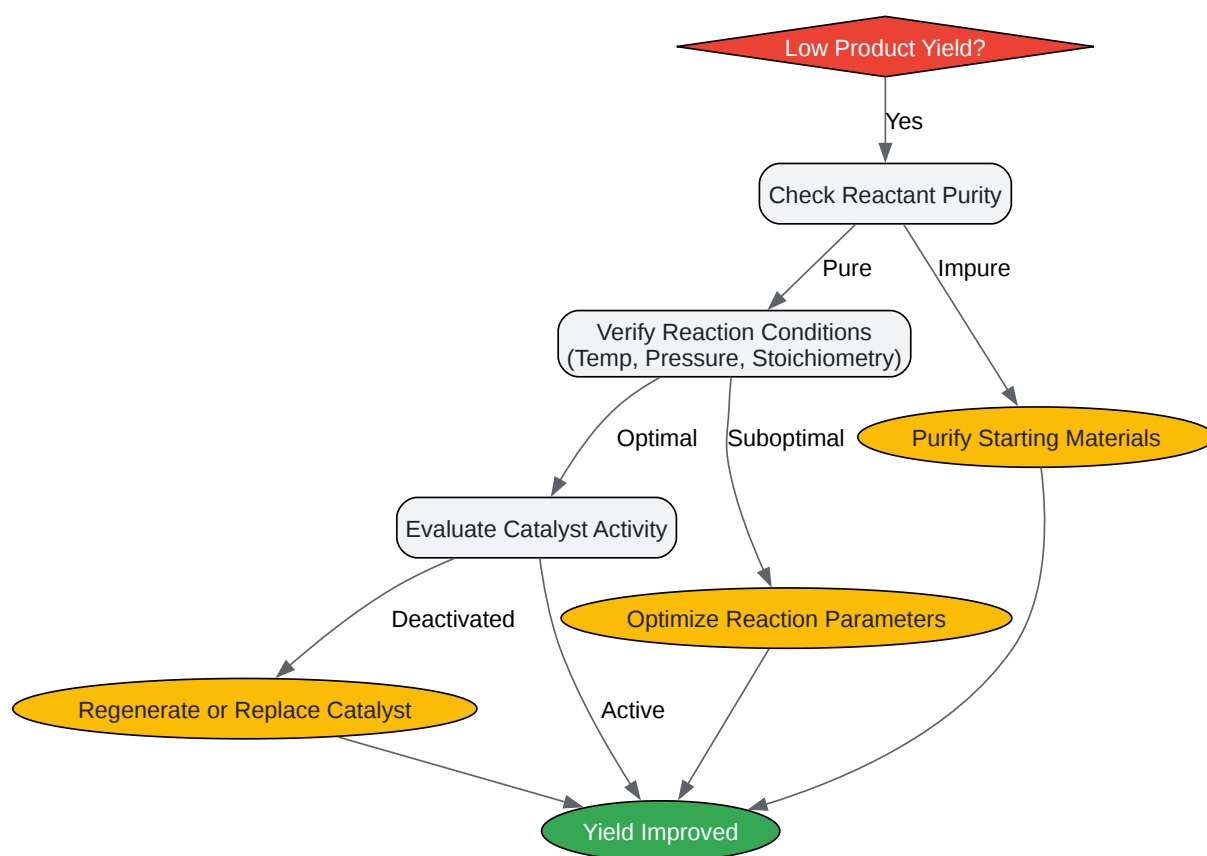 Low Product Yield?
Yes
Check Reactant Purity
Pure
Impure
Verify Reaction Conditions
(Temp, Pressure, Stoichiometry)
Optimal
Suboptimal
Purify Starting Materials
Evaluate Catalyst Activity
Deactivated
Optimize Reaction Parameters
Regenerate or Replace Catalyst
Active
Yield Improved